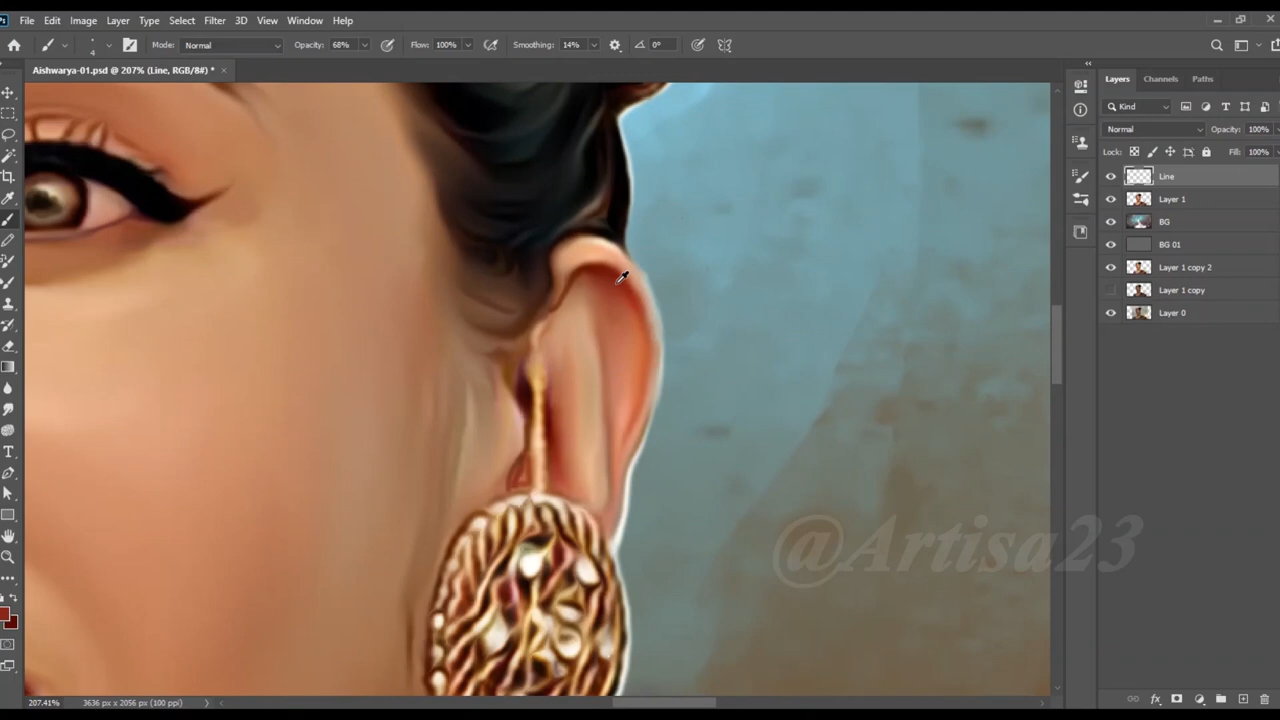 Ps File Edit Image Layer Type Select Filter 3D View Window Help
4 Mode: Normal Opacity: 68% Flow: 100% Smoothing: 14% 0°
Aishwarya-01.psd @ 207% (Line, RGB/8#) * ×
Layers Channels Paths
Kind
Normal Opacity: 100%
Lock: Fill: 100%
Line
Layer 1
BG
BG 01
Layer 1 copy 2
Layer 1 copy
Layer 0
@Artisa23
207.41% 3636 px x 2056 px (100 ppi)